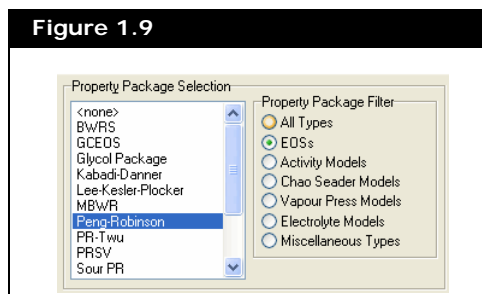 Figure 1.9
Property Package Selection
<none>
BWRS
GCEOS
Glycol Package
Kabadi-Danner
Lee-Kesler-Plocker
MBWR
Peng-Robinson
PR-Twu
PRSV
Sour PR
Property Package Filter
All Types
EOSs
Activity Models
Chao Seader Models
Vapour Press Models
Electrolyte Models
Miscellaneous Types